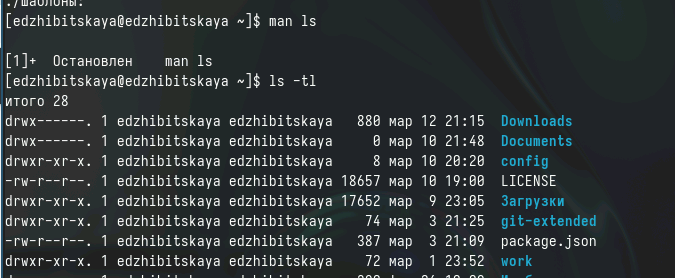 ./шаблоны:
[edzhibitskaya@edzhibitskaya ~]$ man ls
[1]+  Остановлен    man ls
[edzhibitskaya@edzhibitskaya ~]$ ls -tl
итого 28
drwx------. 1 edzhibitskaya edzhibitskaya   880 мар 12 21:15  Downloads
drwx------. 1 edzhibitskaya edzhibitskaya     0 мар 10 21:48  Documents
drwxr-xr-x. 1 edzhibitskaya edzhibitskaya     8 мар 10 20:20  config
-rw-r--r--. 1 edzhibitskaya edzhibitskaya 18657 мар 10 19:00  LICENSE
drwxr-xr-x. 1 edzhibitskaya edzhibitskaya 17652 мар  9 23:05  Загрузки
drwxr-xr-x. 1 edzhibitskaya edzhibitskaya    74 мар  3 21:25  git-extended
-rw-r--r--. 1 edzhibitskaya edzhibitskaya   387 мар  3 21:09  package.json
drwxr-xr-x. 1 edzhibitskaya edzhibitskaya    72 мар  1 23:52  work